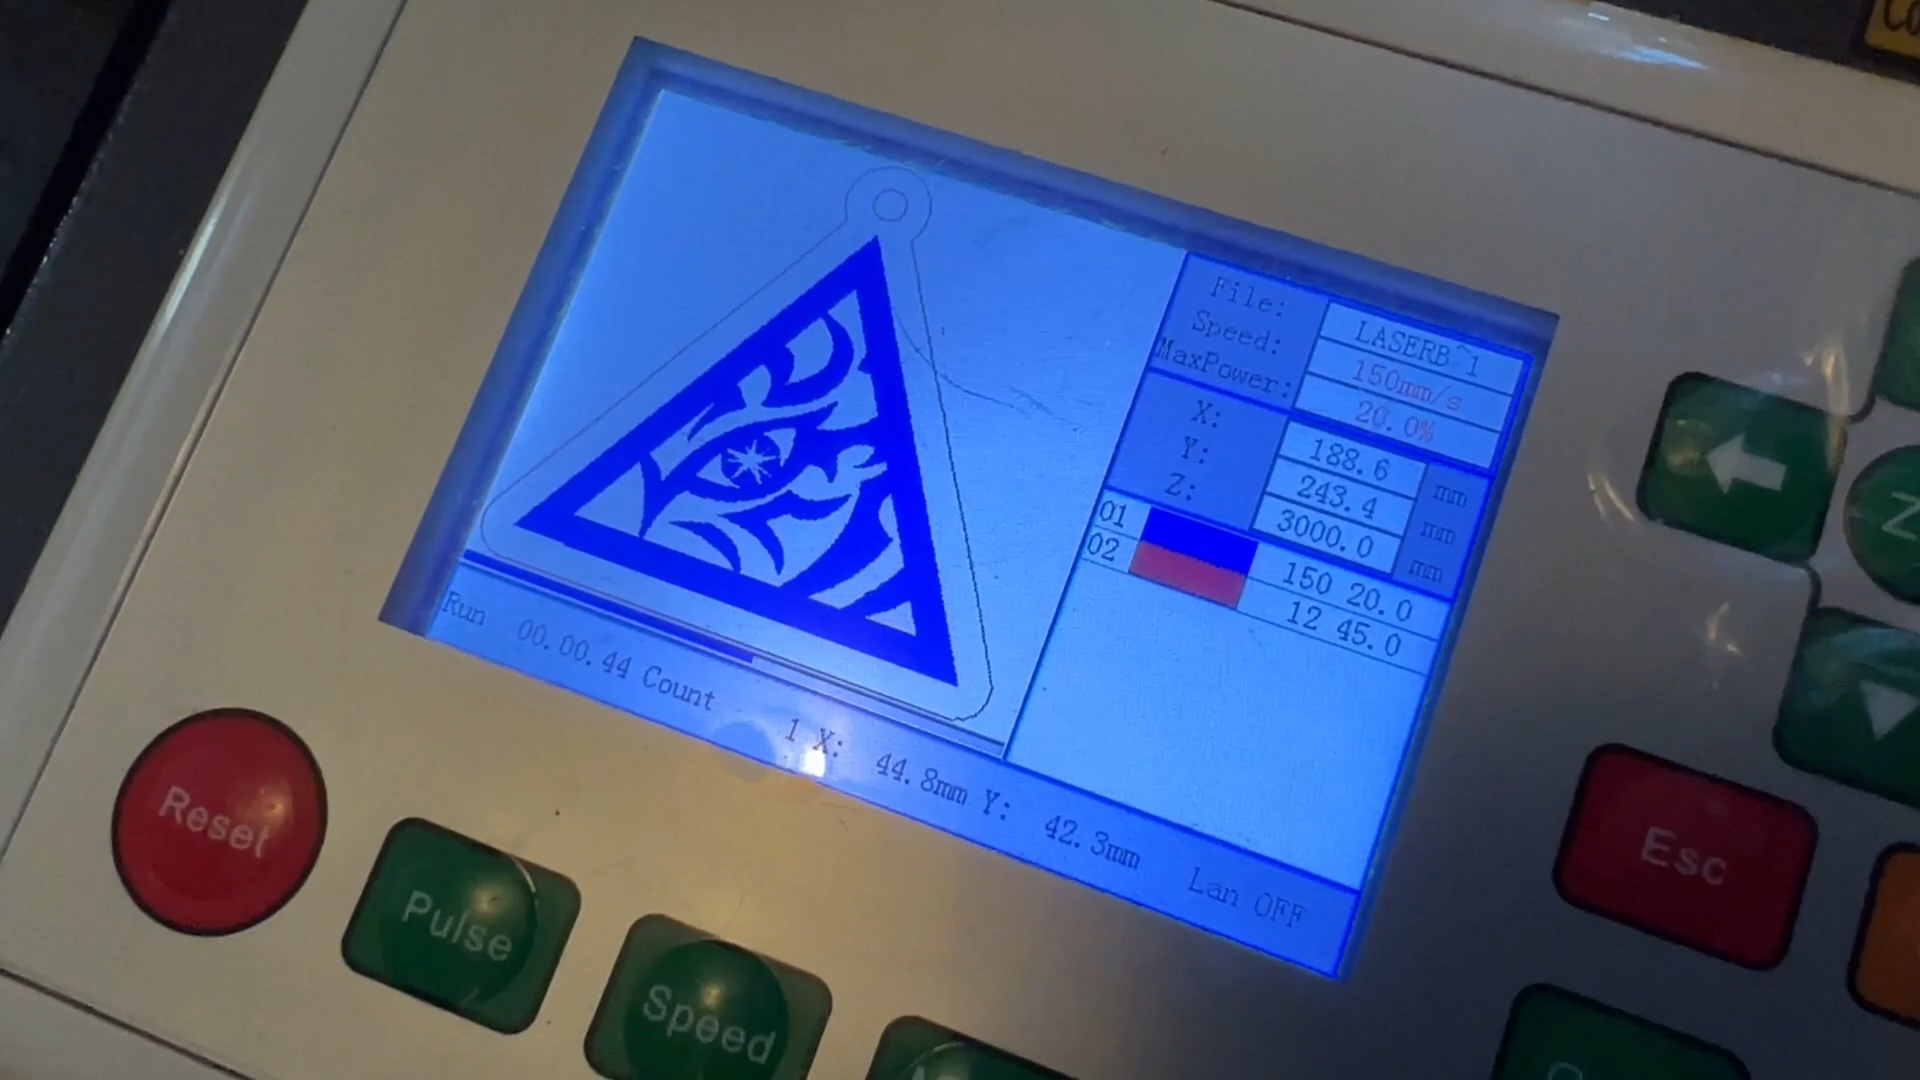 File: LASERB~1
Speed: 150mm/s
MaxPower: 20.0%
X: 188.6 mm
Y: 243.4 mm
Z: 3000.0 mm
01 150 20.0
02 12 45.0
Run 00.00.44 Count 1 X: 44.8mm Y: 42.3mm Lan OFF
Reset
Pulse
Speed
Esc
Z